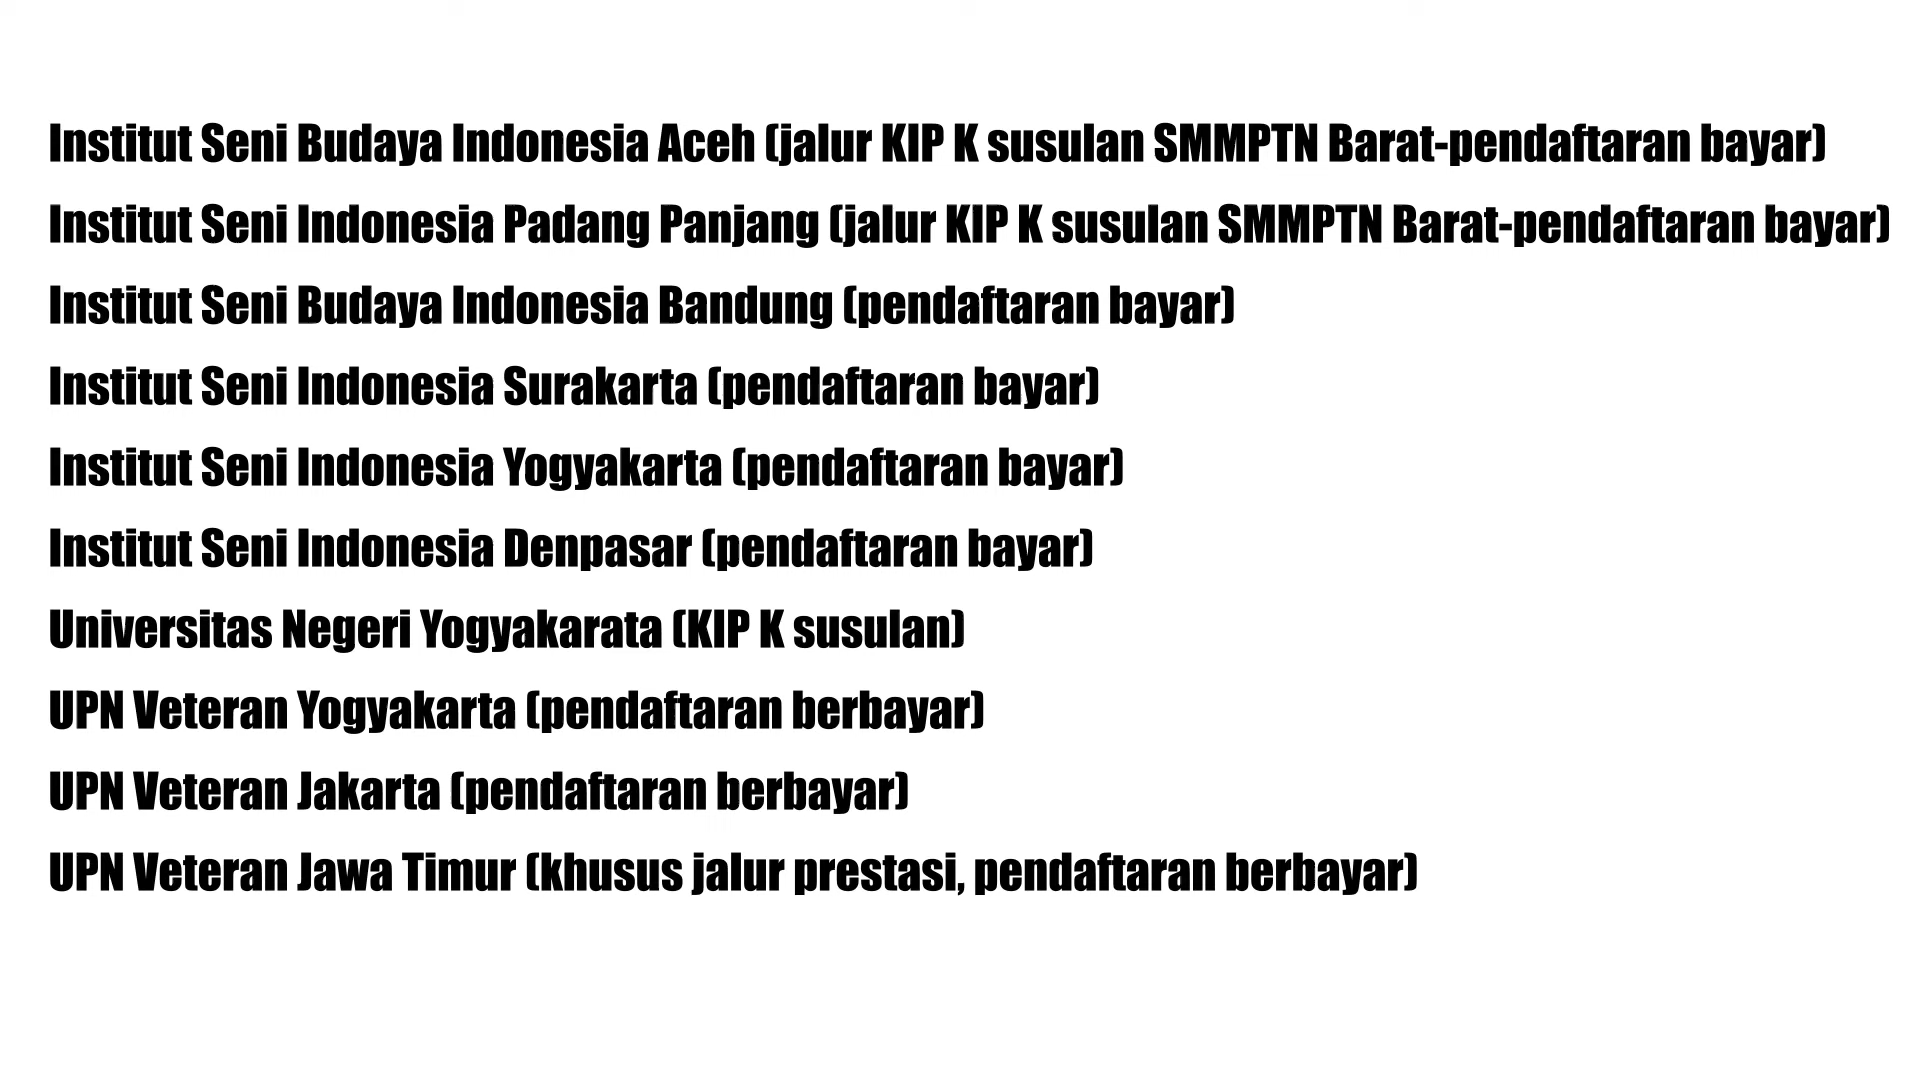 Institut Seni Budaya Indonesia Aceh (jalur KIP K susulan SMMPTN Barat-pendaftaran bayar)
Institut Seni Indonesia Padang Panjang (jalur KIP K susulan SMMPTN Barat-pendaftaran bayar)
Institut Seni Budaya Indonesia Bandung (pendaftaran bayar)
Institut Seni Indonesia Surakarta (pendaftaran bayar)
Institut Seni Indonesia Yogyakarta (pendaftaran bayar)
Institut Seni Indonesia Denpasar (pendaftaran bayar)
Universitas Negeri Yogyakarata (KIP K susulan)
UPN Veteran Yogyakarta (pendaftaran berbayar)
UPN Veteran Jakarta (pendaftaran berbayar)
UPN Veteran Jawa Timur (khusus jalur prestasi, pendaftaran berbayar)